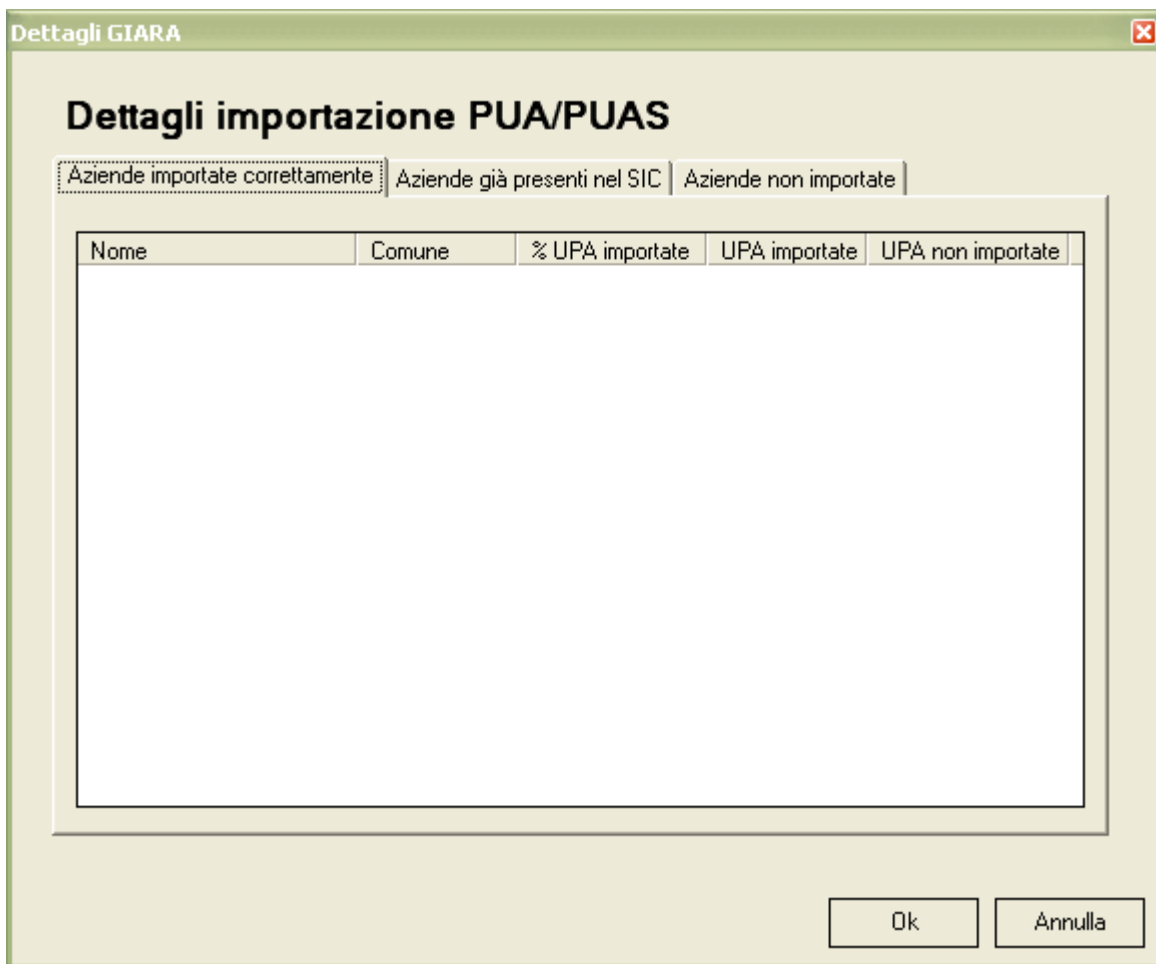 Dettagli GIARA
Dettagli importazione PUA/PUAS
Aziende importate correttamente Aziende già presenti nel SIC Aziende non importate
Nome Comune % UPA importate UPA importate UPA non importate
Ok Annulla